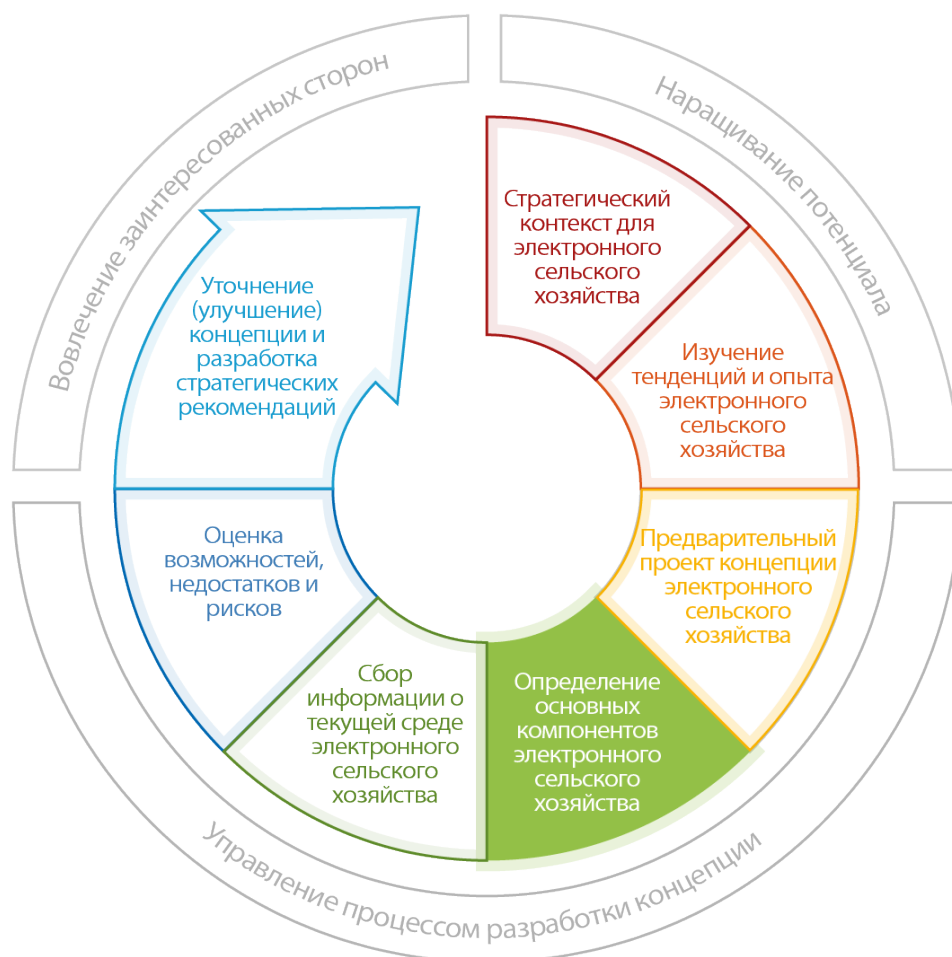 Вовлечение заинтересованных сторон
Наращивание потенциала
Стратегический
контекст для
электронного
сельского
хозяйства
Изучение
тенденций и опыта
электронного
сельского
хозяйства
Предварительный
проект концепции
электронного
сельского
хозяйства
Определение
основных
компонентов
электронного
сельского
хозяйства
Сбор
информации о
текущей среде
электронного
сельского
хозяйства
Оценка
возможностей,
недостатков и
рисков
Уточнение
(улучшение)
концепции и
разработка
стратегических
рекомендаций
Управление процессом разработки концепции